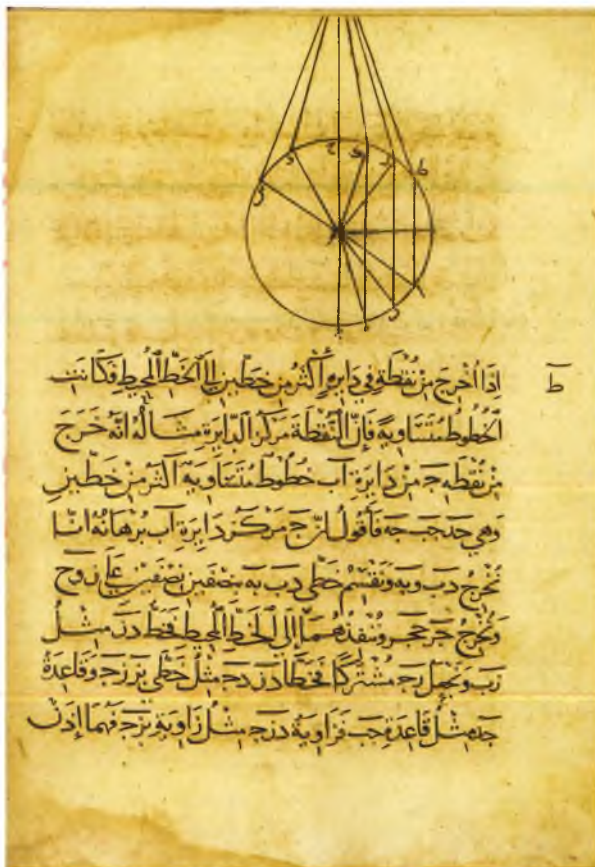 ط
اذا اخرج من نقطة في دايرة اكثر من خطين الى الخط المحيط فكانت
الخطوط متساوية فان النقطة مركز الدايرة مثاله انه خرج
من نقطه ج من دايرة اب خطوط متساوية اكثر من خطين
وهي جد جب جه فاقول ان ج مركز دايرة اب برهانه انا
نخرج دب وبه ونقسم خطي دب به بنصفين نصفين على زوح
ونخرج جز جح وننفذهما الى الخط المحيط فخط دز مثل
زب ونجعل زج مشتركا فخطا دز زج مثل خطي بز زج وقاعدة
جد مثل قاعدة جب فزاوية دزج مثل زاوية بزج فهما اذن